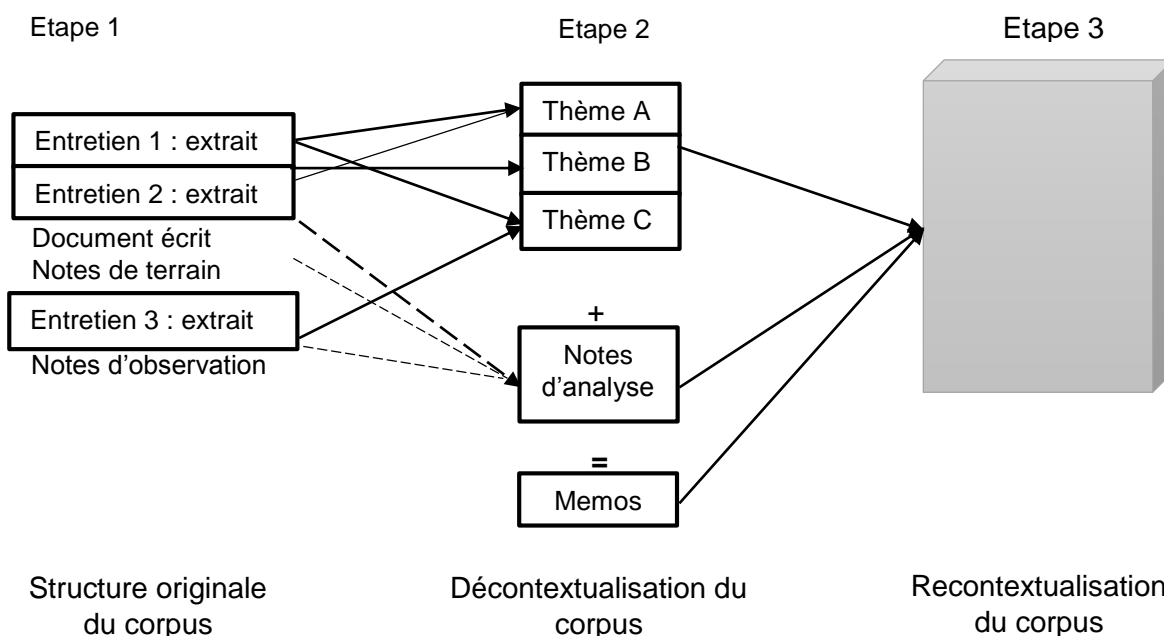 Etape 1
Etape 2
Etape 3
Entretien 1 : extrait
Entretien 2 : extrait
Document écrit
Notes de terrain
Entretien 3 : extrait
Notes d’observation
Thème A
Thème B
Thème C
+
Notes
d’analyse
=
Memos
Structure originale
du corpus
Décontextualisation du
corpus
Recontextualisation
du corpus